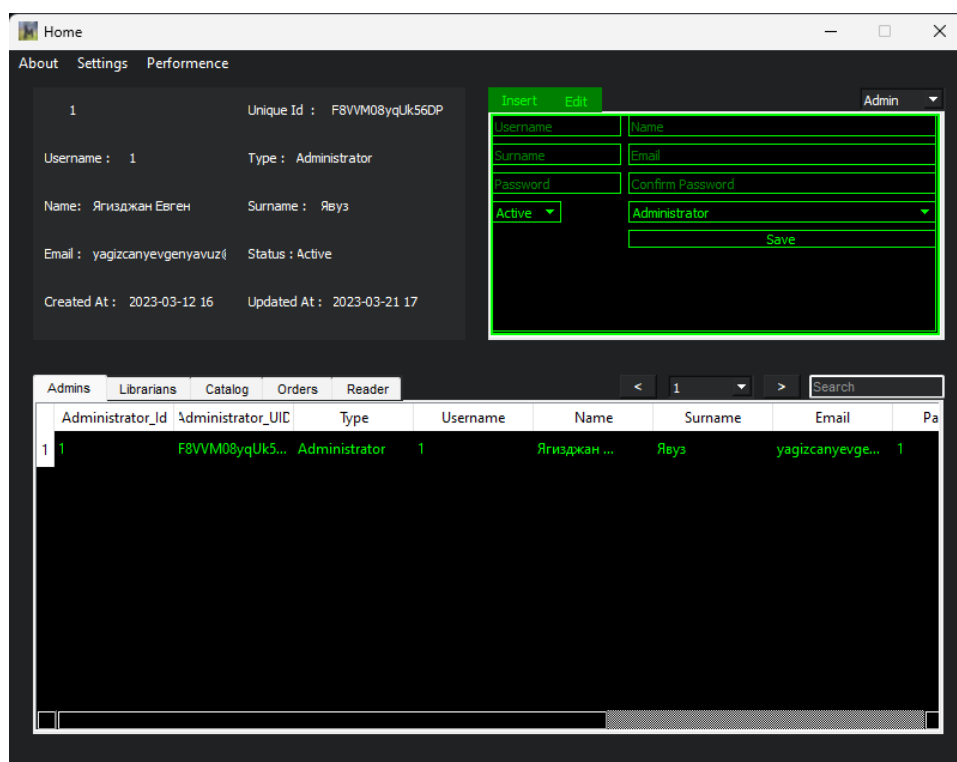 Home
About Settings Performence
1 Unique Id : F8VVM08yqUk56DP
Username : 1 Type : Administrator
Name: Ягизджан Евген Surname : Явуз
Email : yagizcanyevgenyavuz Status : Active
Created At : 2023-03-12 16 Updated At : 2023-03-21 17
Insert Edit Admin
Username Name
Surname Email
Password Confirm Password
Active Administrator
Save
Admins Librarians Catalog Orders Reader < 1 > Search
Administrator_Id Administrator_UID Type Username Name Surname Email Pa
1 1 F8VVM08yqUk5... Administrator 1 Ягизджан ... Явуз yagizcanyevge... 1